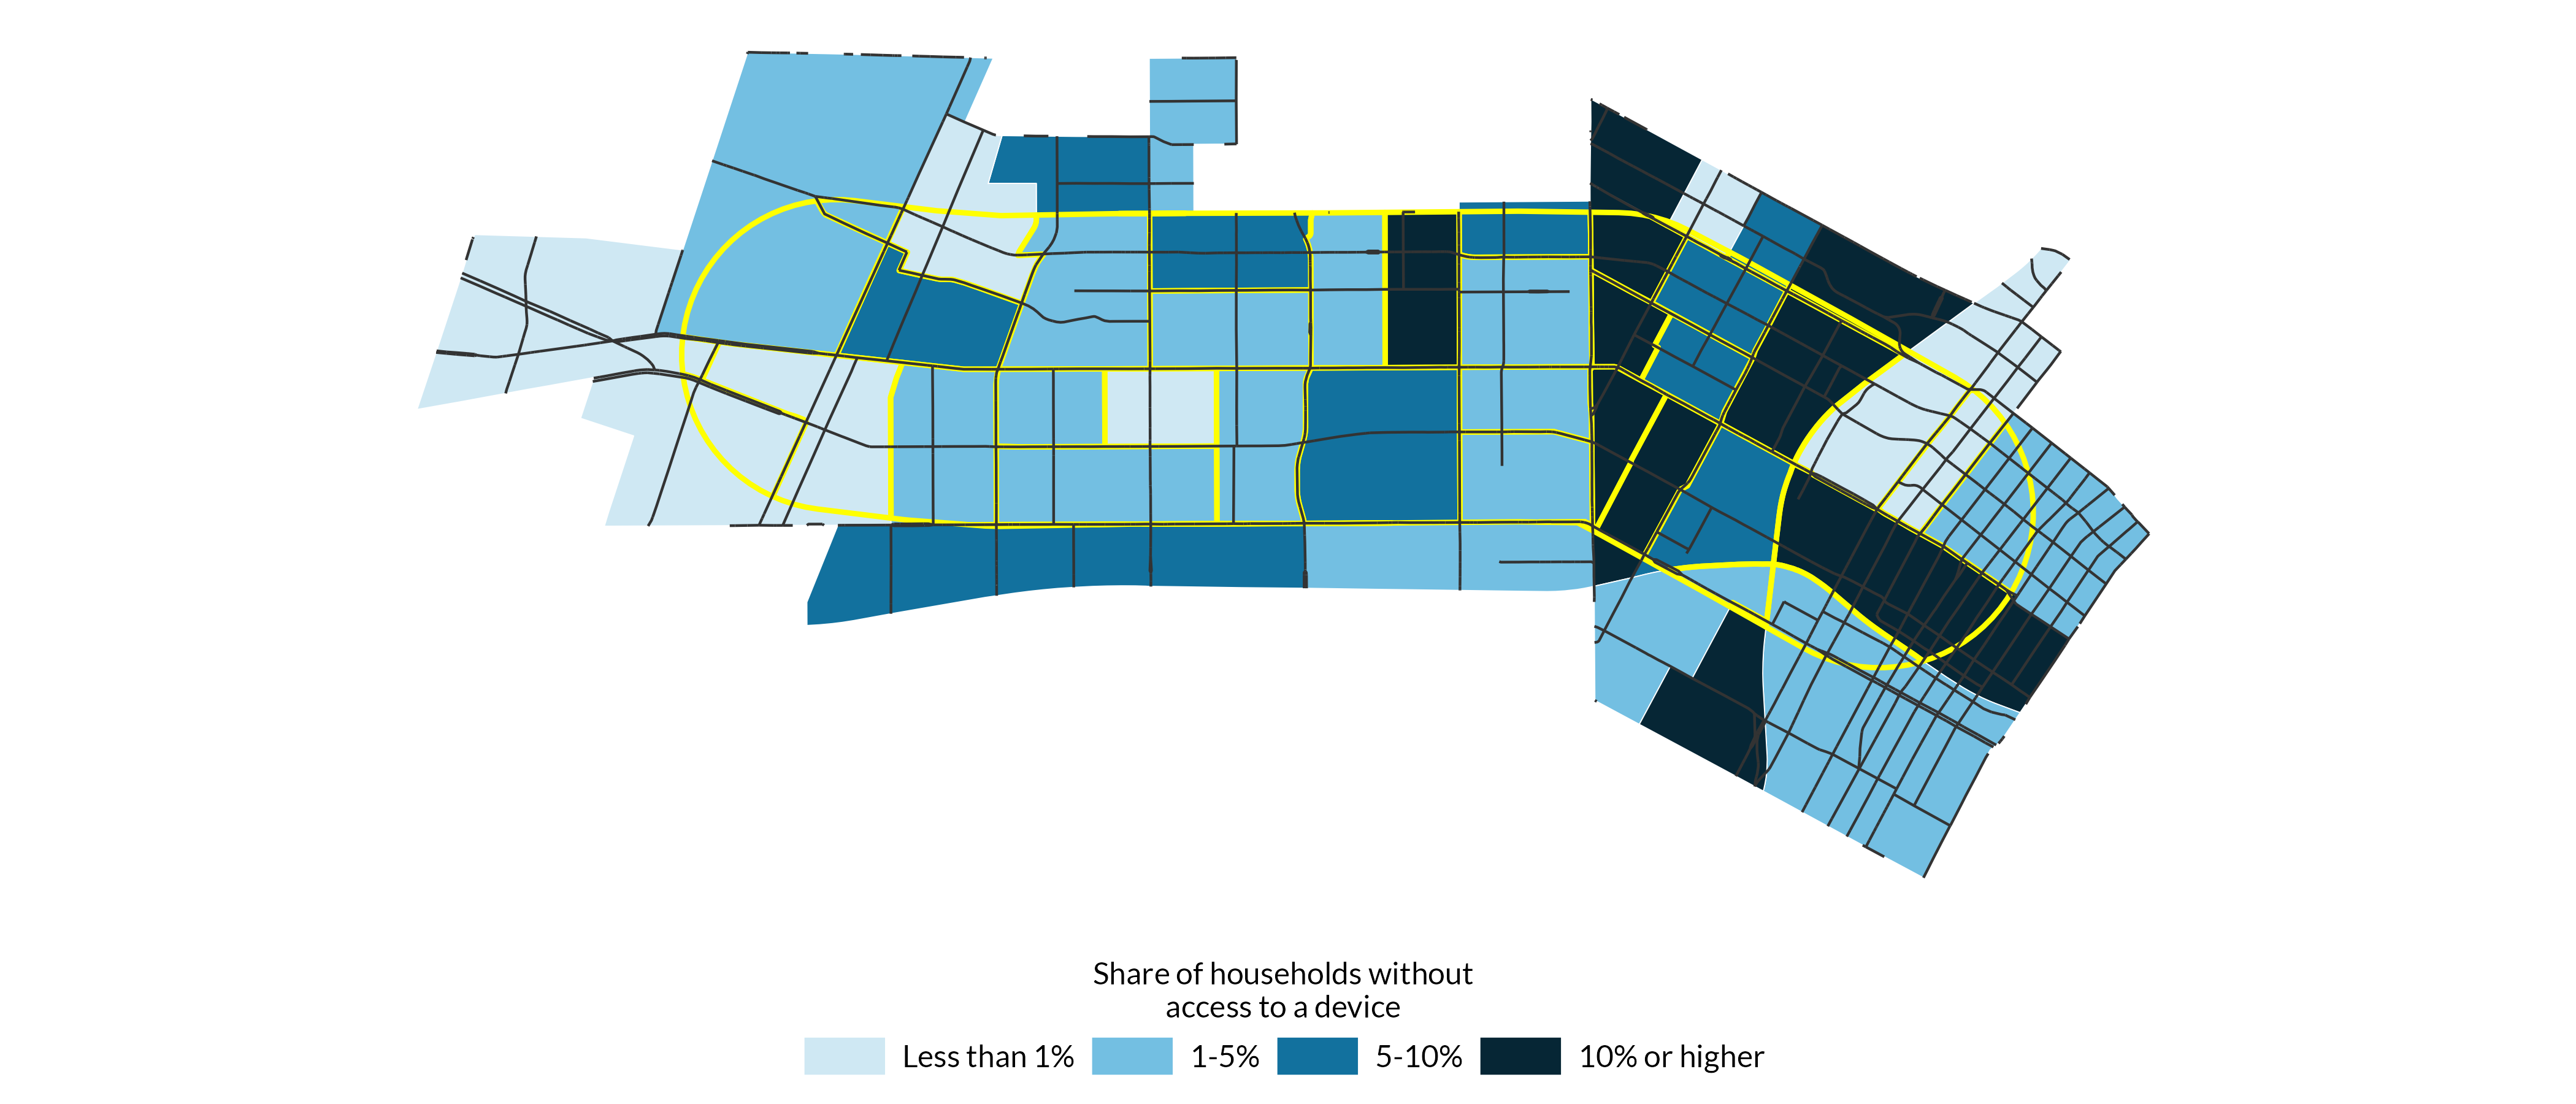 Share of households without
access to a device
Less than 1% 1-5% 5-10% 10% or higher